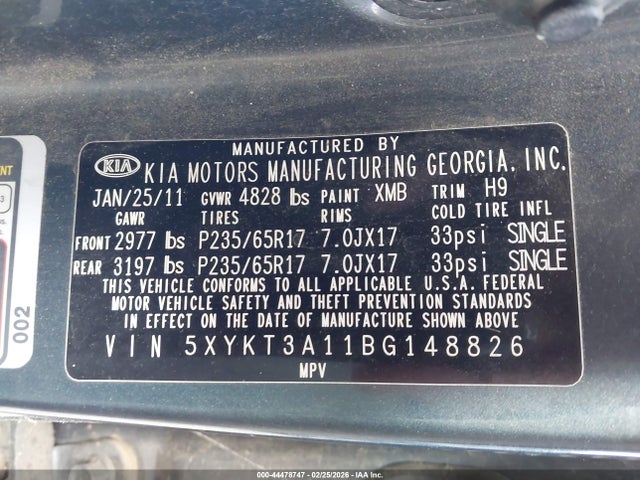 MANUFACTURED BY
KIA KIA MOTORS MANUFACTURING GEORGIA, INC.
JAN/25/11 GVWR 4828 lbs PAINT XMB TRIM H9
GAWR TIRES RIMS COLD TIRE INFL
FRONT 2977 lbs P235/65R17 7.0JX17 33psi SINGLE
REAR 3197 lbs P235/65R17 7.0JX17 33psi SINGLE
THIS VEHICLE CONFORMS TO ALL APPLICABLE U.S.A. FEDERAL
MOTOR VEHICLE SAFETY AND THEFT PREVENTION STANDARDS
IN EFFECT ON THE DATE OF MANUFACTURE SHOWN ABOVE
VIN 5XYKT3A11BG148826
MPV
002
000-44478747 - 02/25/2026 - IAA Inc.